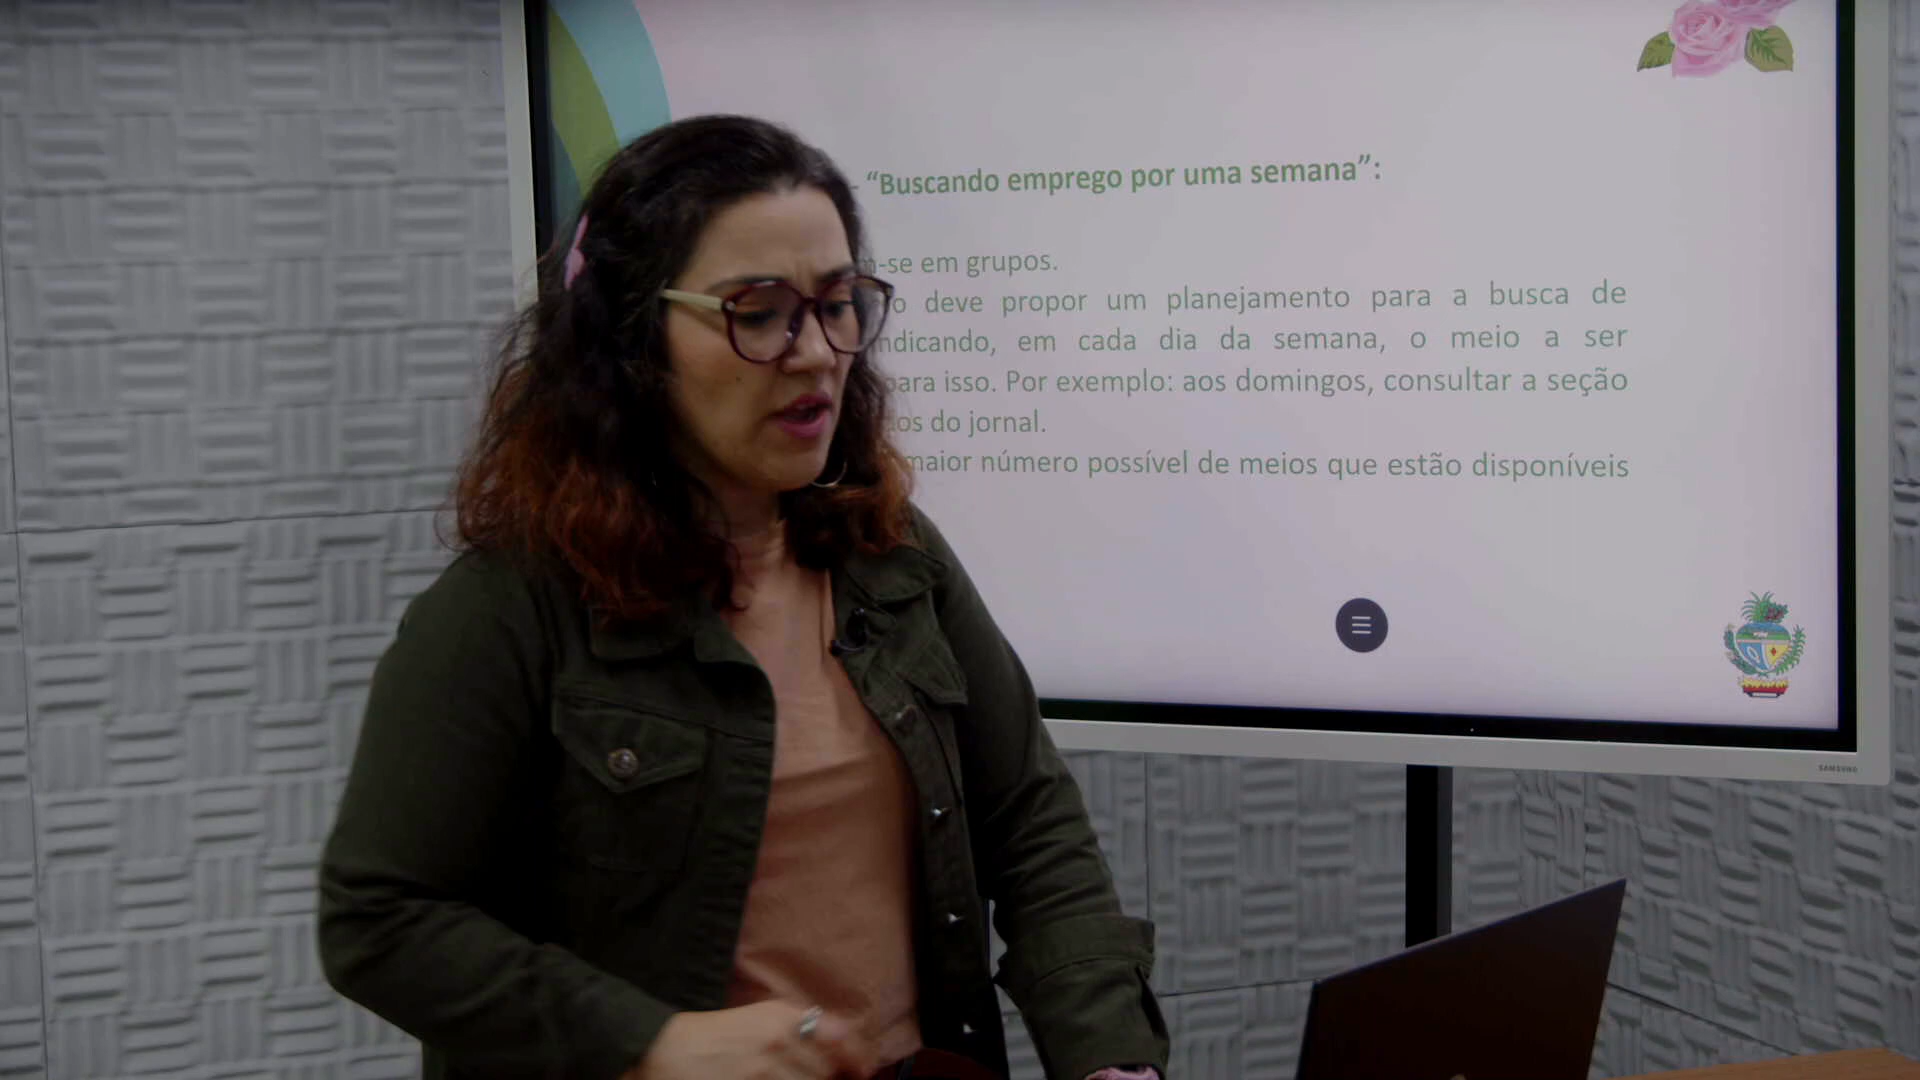 “Buscando emprego por uma semana”:
-se em grupos.
deve propor um planejamento para a busca de
ndicando, em cada dia da semana, o meio a ser
para isso. Por exemplo: aos domingos, consultar a seção
os do jornal.
maior número possível de meios que estão disponíveis
SAMSUNG